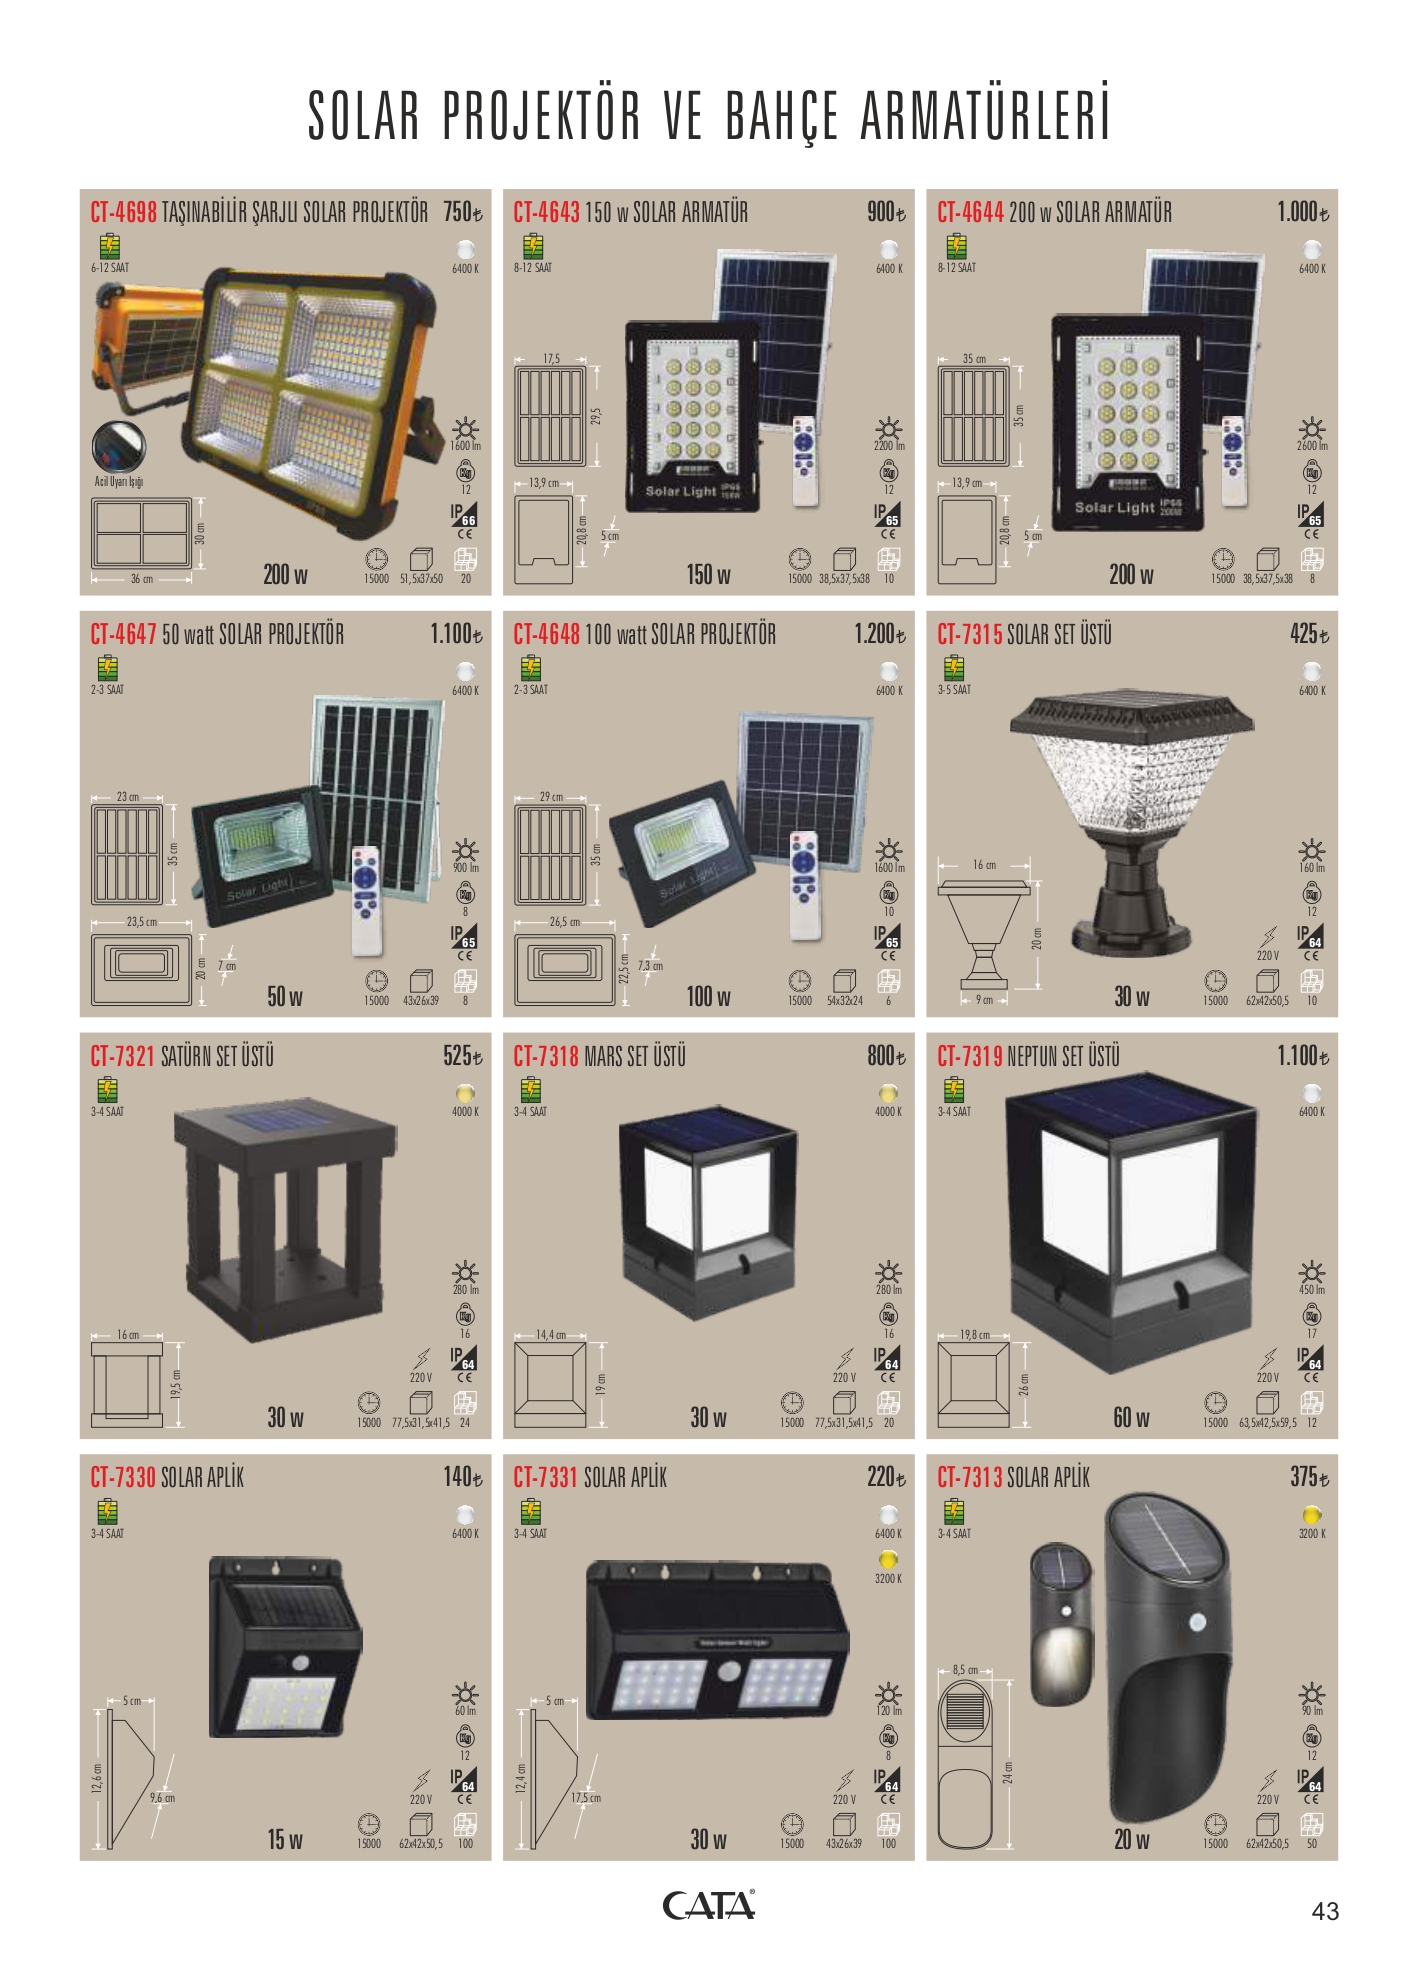 SOLAR PROJEKTÖR VE BAHÇE ARMATÜRLERİ
CT-4698 TAŞINABİLİR ŞARJLI SOLAR PROJEKTÖR 750₺
6-12 SAAT
6400 K
Acil Uyarı Işığı
1600 lm
Kg
12
IP 66
CE
30 cm
36 cm
200 w
15000
51,5x37x50
20
CT-4643 150 w SOLAR ARMATÜR 900₺
8-12 SAAT
6400 K
17,5
29,5
13,9 cm
20,8 cm
5 cm
Solar Light IP66 150W
2200 lm
Kg
12
IP 65
CE
150 w
15000
38,5x37,5x38
10
CT-4644 200 w SOLAR ARMATÜR 1.000₺
8-12 SAAT
6400 K
35 cm
35 cm
13,9 cm
20,8 cm
5 cm
Solar Light IP66 200W
2600 lm
Kg
12
IP 65
CE
200 w
15000
38,5x37,5x38
8
CT-4647 50 watt SOLAR PROJEKTÖR 1.100₺
2-3 SAAT
6400 K
23 cm
35 cm
23,5 cm
20 cm
7 cm
Solar Light
900 lm
Kg
8
IP 65
CE
50 w
15000
43x26x39
8
CT-4648 100 watt SOLAR PROJEKTÖR 1.200₺
2-3 SAAT
6400 K
29 cm
35 cm
26,5 cm
22,5 cm
7,3 cm
Solar Light
1600 lm
Kg
10
IP 65
CE
100 w
15000
54x32x24
6
CT-7315 SOLAR SET ÜSTÜ 425₺
3-5 SAAT
6400 K
16 cm
20 cm
9 cm
160 lm
Kg
12
220 V
IP 64
CE
30 w
15000
62x42x50,5
10
CT-7321 SATÜRN SET ÜSTÜ 525₺
3-4 SAAT
4000 K
16 cm
19,5 cm
280 lm
Kg
16
220 V
IP 64
CE
30 w
15000
77,5x31,5x41,5
24
CT-7318 MARS SET ÜSTÜ 800₺
3-4 SAAT
4000 K
14,4 cm
19 cm
280 lm
Kg
16
220 V
IP 64
CE
30 w
15000
77,5x31,5x41,5
20
CT-7319 NEPTUN SET ÜSTÜ 1.100₺
3-4 SAAT
6400 K
19,8 cm
26 cm
450 lm
Kg
17
220 V
IP 64
CE
60 w
15000
63,5x42,5x59,5
12
CT-7330 SOLAR APLİK 140₺
3-4 SAAT
6400 K
5 cm
12,6 cm
9,6 cm
60 lm
Kg
12
220 V
IP 64
CE
15 w
15000
62x42x50,5
100
CT-7331 SOLAR APLİK 220₺
3-4 SAAT
6400 K
3200 K
Solar Sensor Wall Light
5 cm
12,4 cm
17,5 cm
120 lm
Kg
8
220 V
IP 64
CE
30 w
15000
43x26x39
100
CT-7313 SOLAR APLİK 375₺
3-4 SAAT
3200 K
8,5 cm
24 cm
90 lm
Kg
12
220 V
IP 64
CE
20 w
15000
62x42x50,5
50
CATA®
43